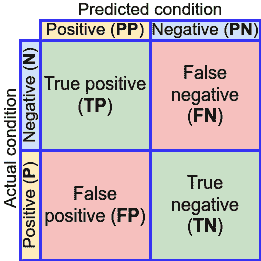 Predicted condition
Positive (PP) Negative (PN)
Actual condition
Negative (N)
True positive (TP)
False negative (FN)
Positive (P)
False positive (FP)
True negative (TN)